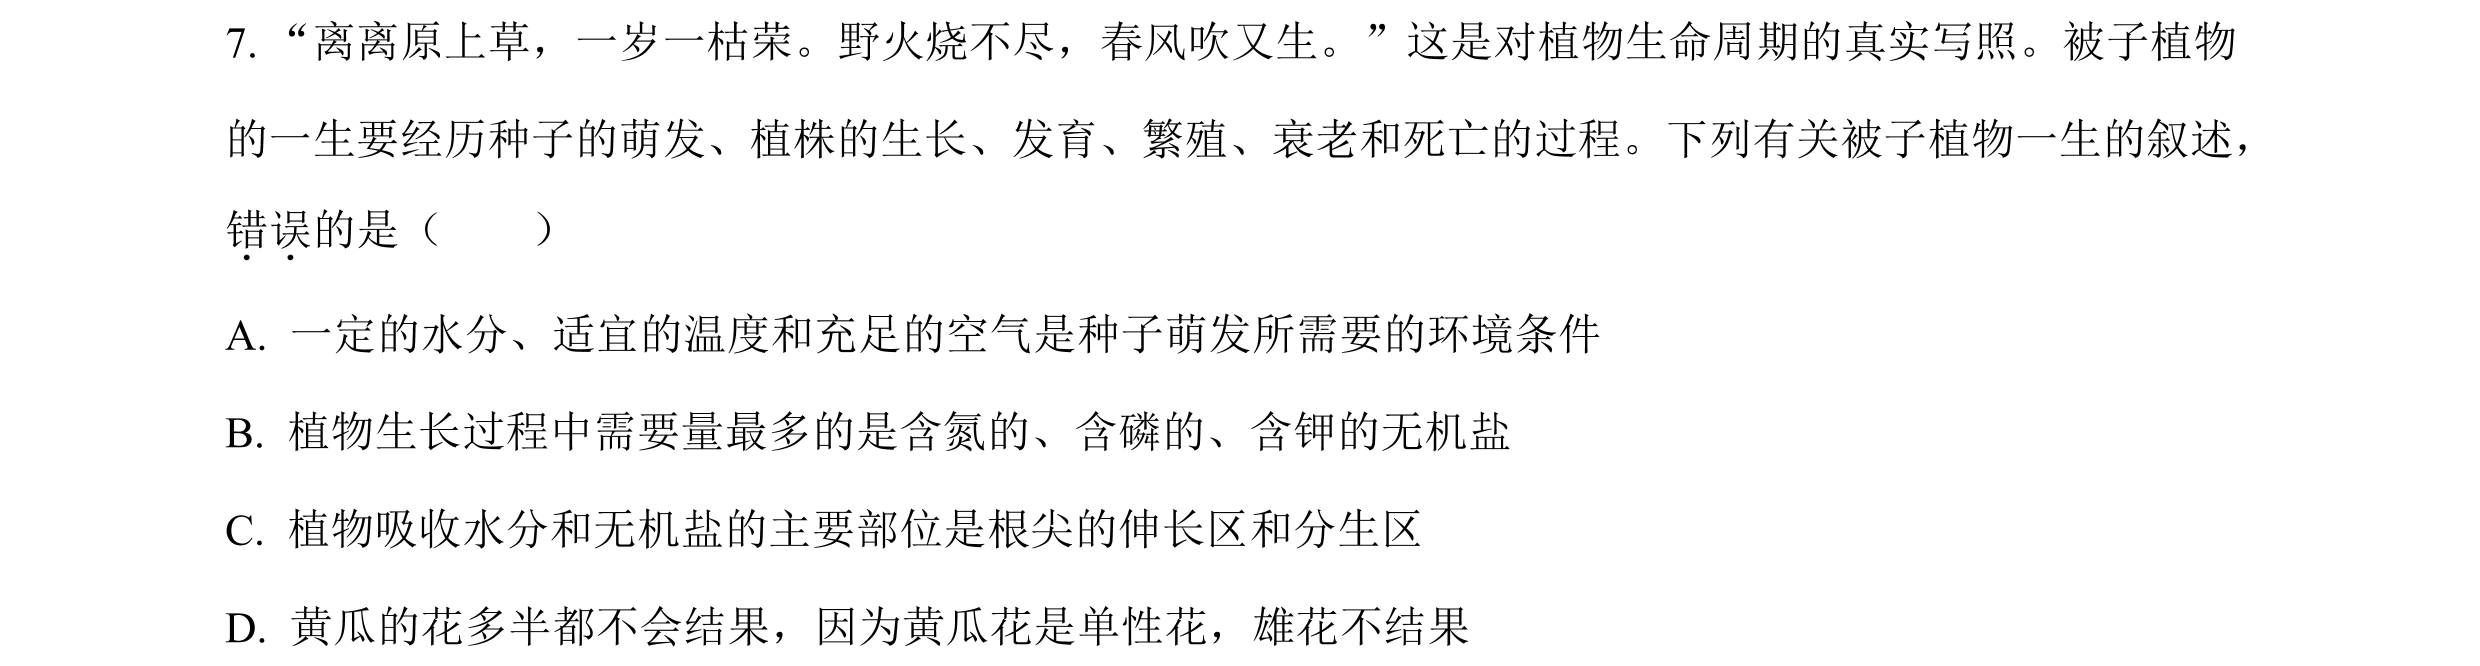 7. “离离原上草，一岁一枯荣。野火烧不尽，春风吹又生。”这是对植物生命周期的真实写照。被子植物
的一生要经历种子的萌发、植株的生长、发育、繁殖、衰老和死亡的过程。下列有关被子植物一生的叙述，
错误的是（　　）
A. 一定的水分、适宜的温度和充足的空气是种子萌发所需要的环境条件
B. 植物生长过程中需要量最多的是含氮的、含磷的、含钾的无机盐
C. 植物吸收水分和无机盐的主要部位是根尖的伸长区和分生区
D. 黄瓜的花多半都不会结果，因为黄瓜花是单性花，雄花不结果